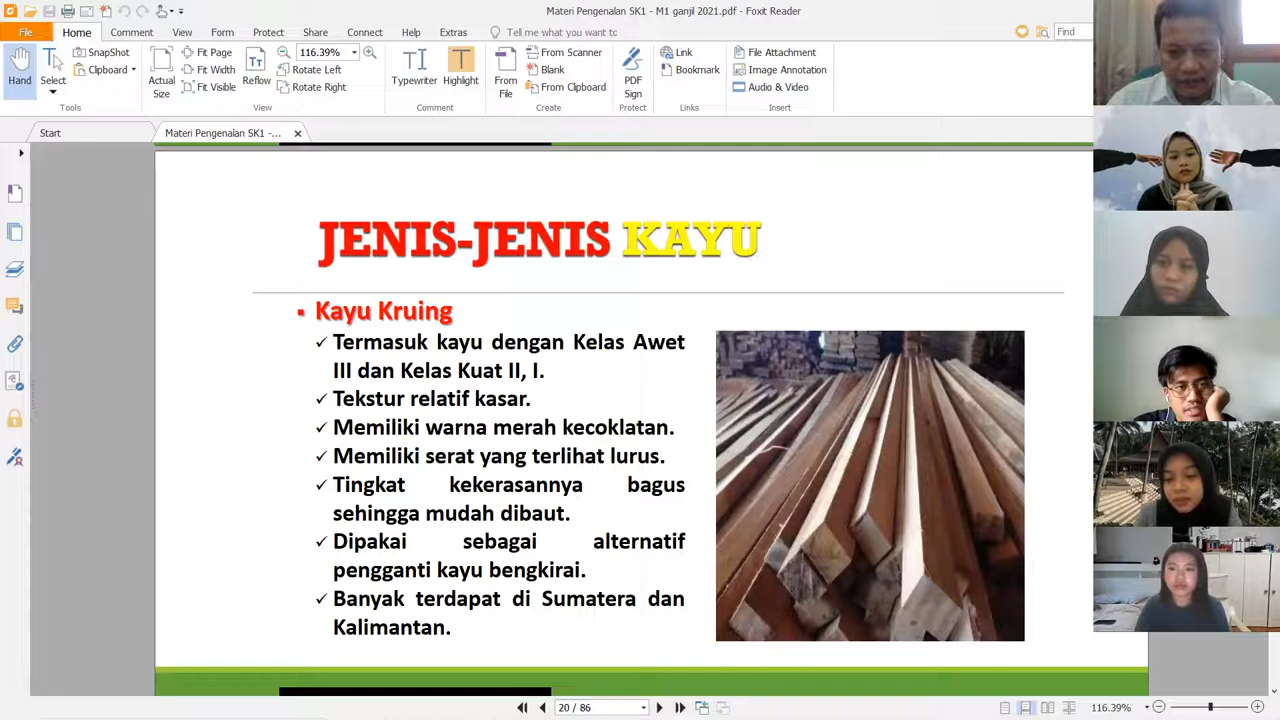 Materi Pengenalan SK1 - M1 ganjil 2021.pdf - Foxit Reader
File Home Comment View Form Protect Share Connect Help Extras Tell me what you want to Find
Hand
Select
SnapShot
Clipboard
Tools
Actual Size
Fit Page
Fit Width
Fit Visible
Reflow
116.39%
Rotate Left
Rotate Right
View
Typewriter
Highlight
Comment
From File
From Scanner
Blank
From Clipboard
Create
PDF Sign
Protect
Link
Bookmark
Links
File Attachment
Image Annotation
Audio & Video
Insert
Start
Materi Pengenalan SK1 -...
JENIS-JENIS KAYU
Kayu Kruing
✓ Termasuk kayu dengan Kelas Awet
III dan Kelas Kuat II, I.
✓ Tekstur relatif kasar.
✓ Memiliki warna merah kecoklatan.
✓ Memiliki serat yang terlihat lurus.
✓ Tingkat kekerasannya bagus
sehingga mudah dibaut.
✓ Dipakai sebagai alternatif
pengganti kayu bengkirai.
✓ Banyak terdapat di Sumatera dan
Kalimantan.
20 / 86
116.39%